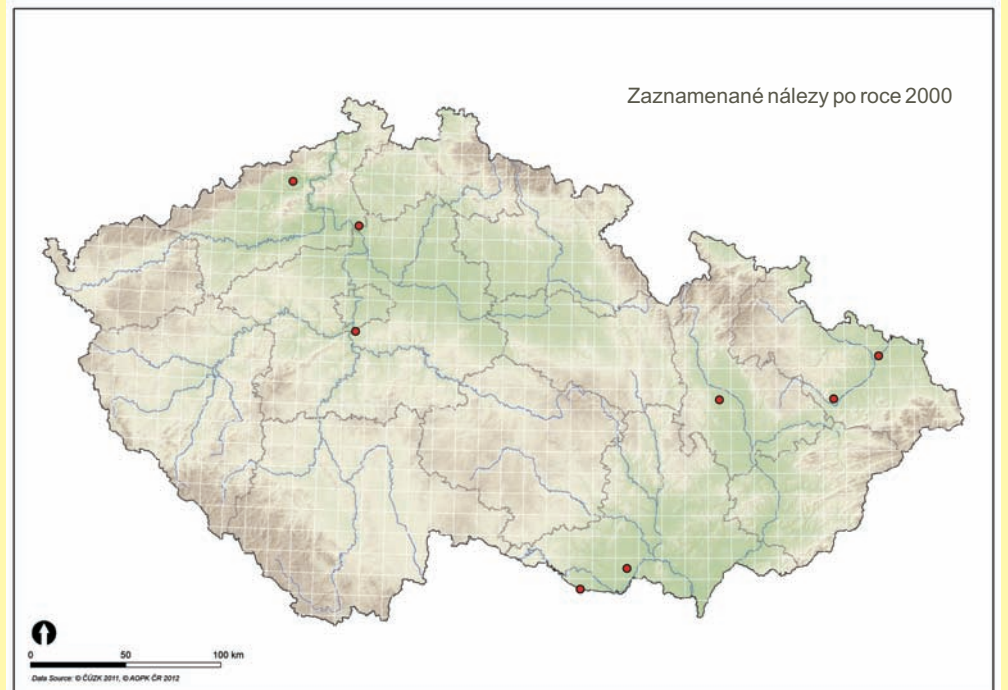 Zaznamenané nálezy po roce 2000
0 50 100 km
Data Source: © ČÚZK 2011, © AOPK ČR 2012